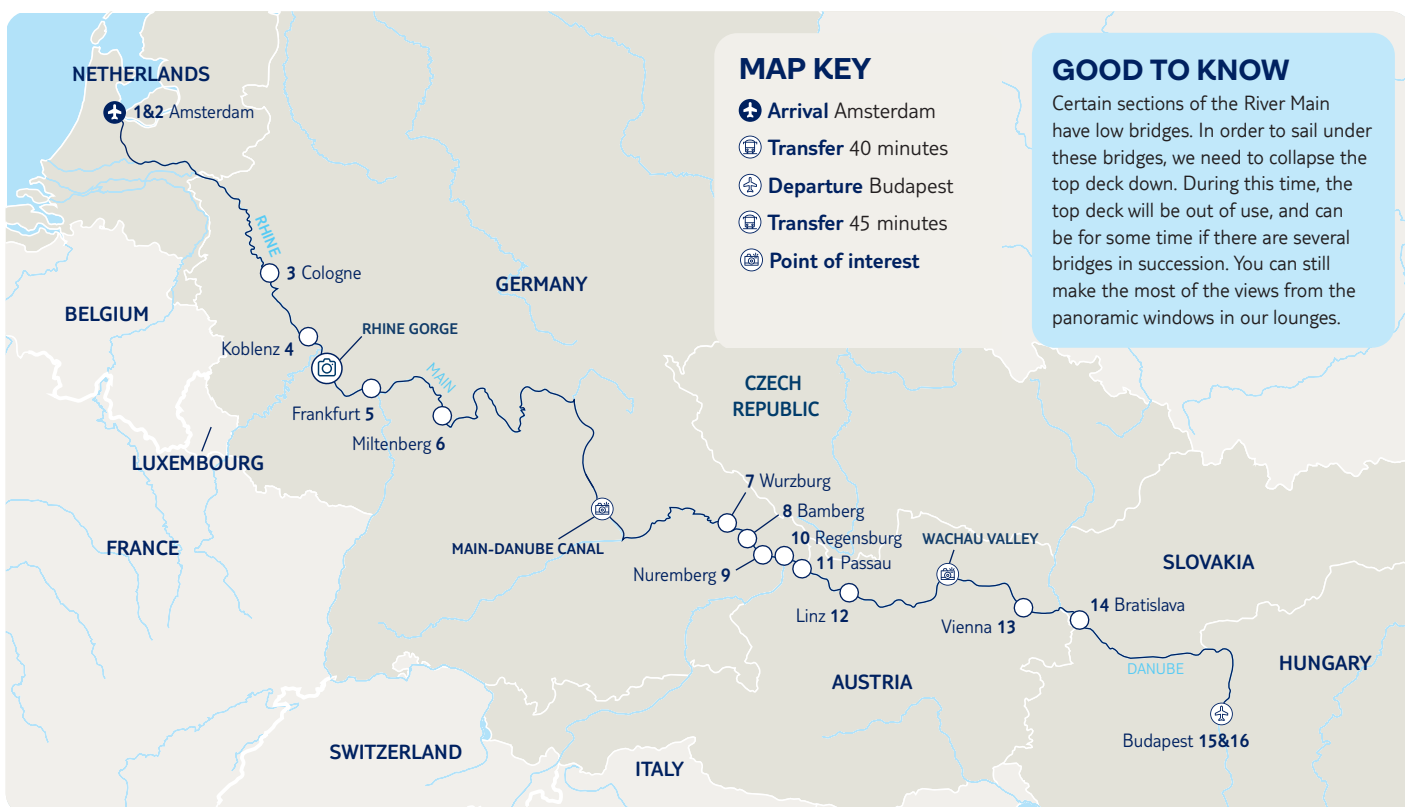 NETHERLANDS
1&2 Amsterdam
RHINE
3 Cologne
GERMANY
BELGIUM
RHINE GORGE
Koblenz 4
MAIN
Frankfurt 5
Miltenberg 6
LUXEMBOURG
FRANCE
MAIN-DANUBE CANAL
CZECH
REPUBLIC
7 Wurzburg
8 Bamberg
10 Regensburg
11 Passau
Nuremberg 9
Linz 12
WACHAU VALLEY
Vienna 13
SLOVAKIA
14 Bratislava
DANUBE
HUNGARY
AUSTRIA
Budapest 15&16
SWITZERLAND
ITALY
MAP KEY
Arrival Amsterdam
Transfer 40 minutes
Departure Budapest
Transfer 45 minutes
Point of interest
GOOD TO KNOW
Certain sections of the River Main
have low bridges. In order to sail under
these bridges, we need to collapse the
top deck down. During this time, the
top deck will be out of use, and can
be for some time if there are several
bridges in succession. You can still
make the most of the views from the
panoramic windows in our lounges.